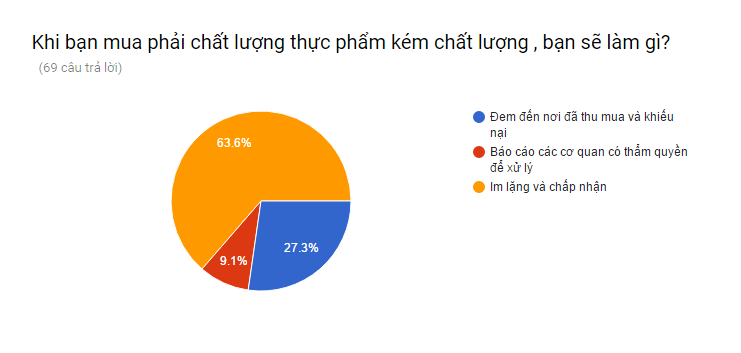 Khi bạn mua phải chất lượng thực phẩm kém chất lượng , bạn sẽ làm gì?
(69 câu trả lời)
63.6%
27.3%
9.1%
Đem đến nơi đã thu mua và khiếu
nại
Báo cáo các cơ quan có thẩm quyền
để xử lý
Im lặng và chấp nhận